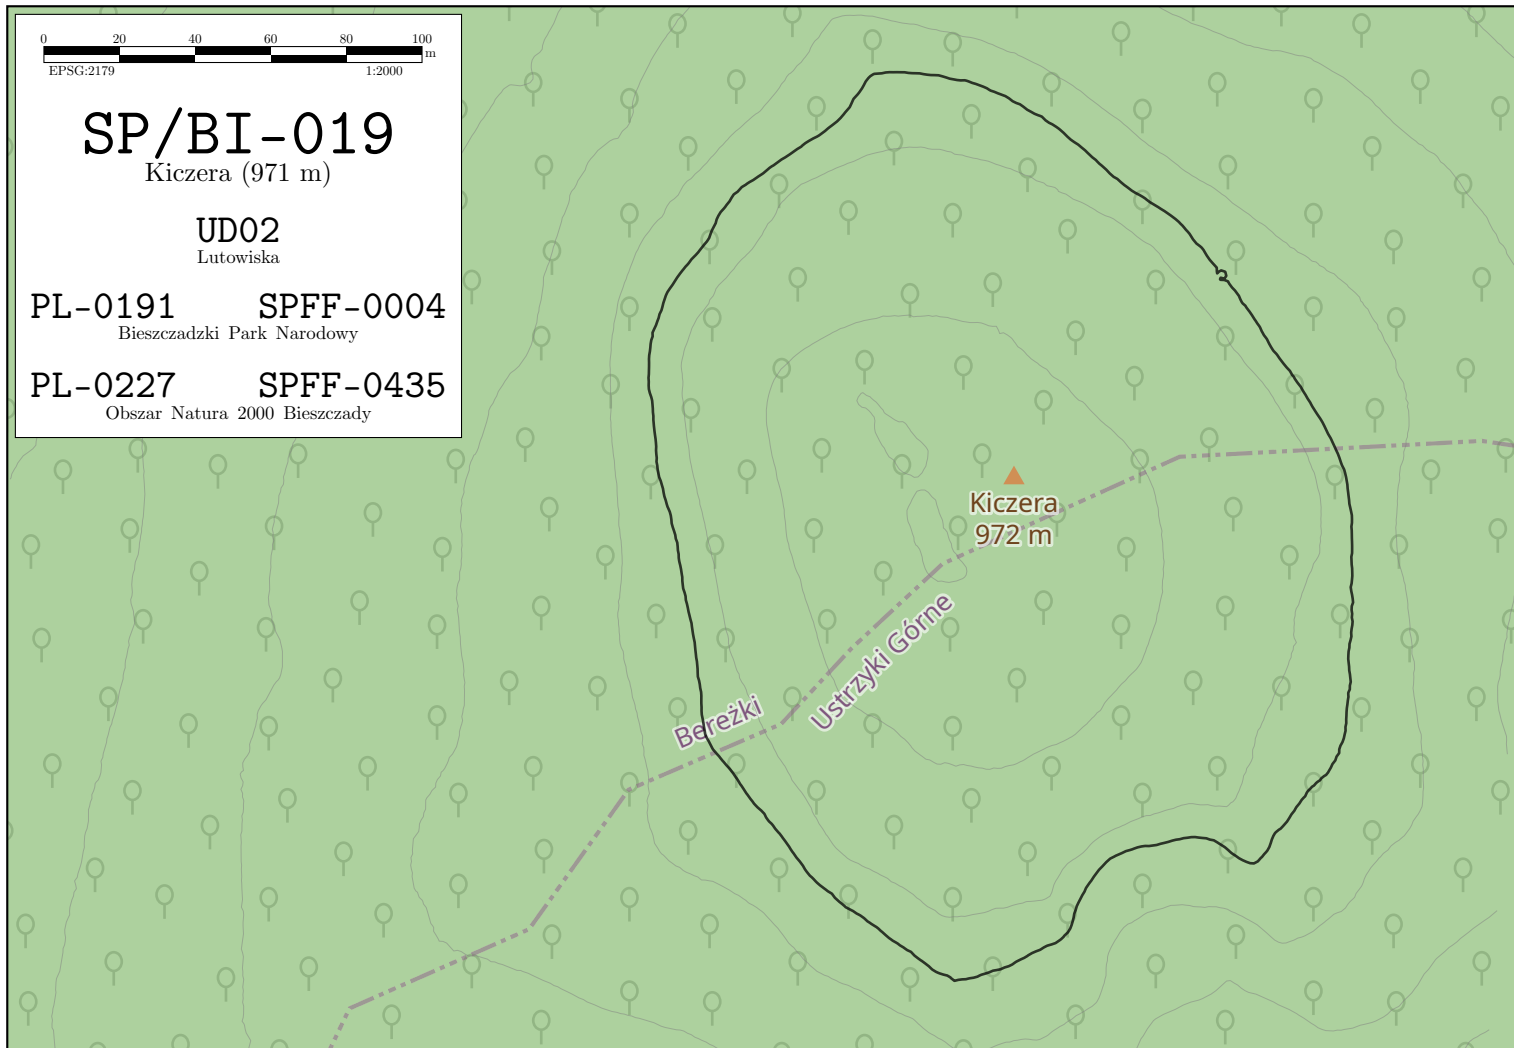 0 20 40 60 80 100
m
EPSG:2179 1:2000
SP/BI-019
Kiczera (971 m)
UD02
Lutowiska
PL-0191 SPFF-0004
Bieszczadzki Park Narodowy
PL-0227 SPFF-0435
Obszar Natura 2000 Bieszczady
Kiczera
972 m
Ustrzyki Górne
Bereżki